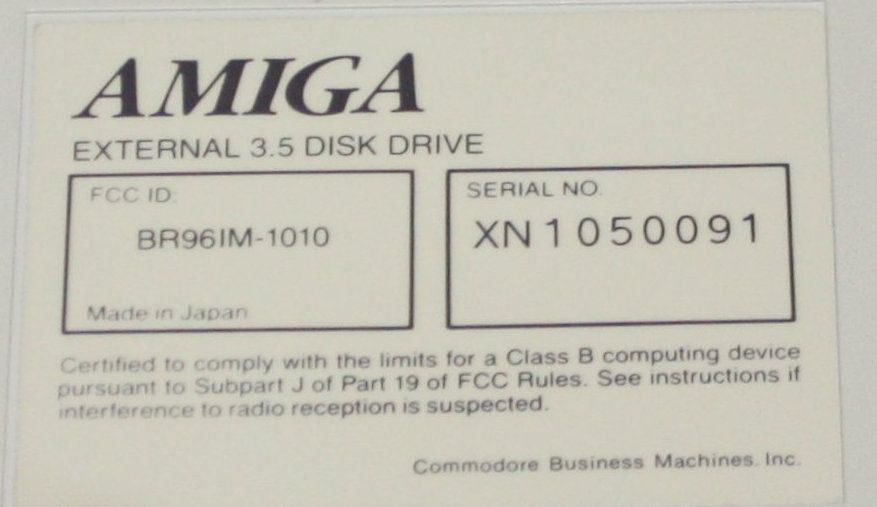 AMIGA
EXTERNAL 3.5 DISK DRIVE
FCC ID:
BR96IM-1010
Made in Japan
SERIAL NO.
XN1050091
Certified to comply with the limits for a Class B computing device
pursuant to Subpart J of Part 19 of FCC Rules. See instructions if
interference to radio reception is suspected.
Commodore Business Machines. Inc.